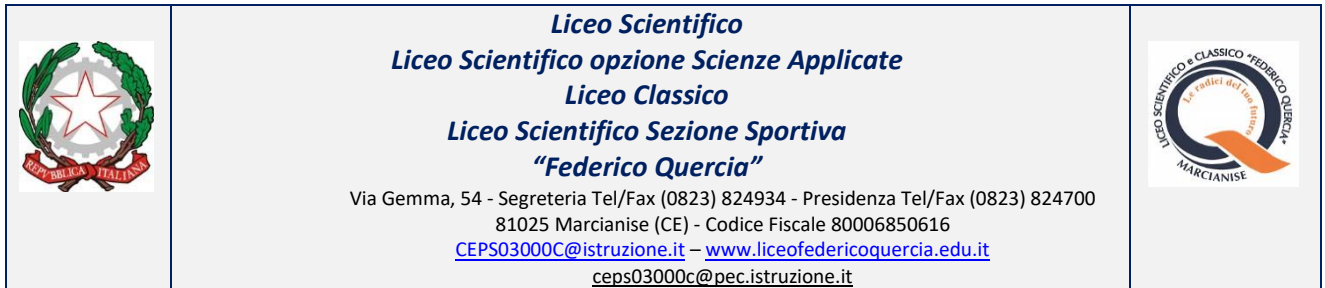 REPVBBLICA ITALIANA
Liceo Scientifico
Liceo Scientifico opzione Scienze Applicate
Liceo Classico
Liceo Scientifico Sezione Sportiva
“Federico Quercia”
Via Gemma, 54 - Segreteria Tel/Fax (0823) 824934 - Presidenza Tel/Fax (0823) 824700
81025 Marcianise (CE) - Codice Fiscale 80006850616
CEPS03000C@istruzione.it – www.liceofedericoquercia.edu.it
ceps03000c@pec.istruzione.it
LICEO SCIENTIFICO e CLASSICO "FEDERICO QUERCIA"
Le radici del tuo futuro
MARCIANISE